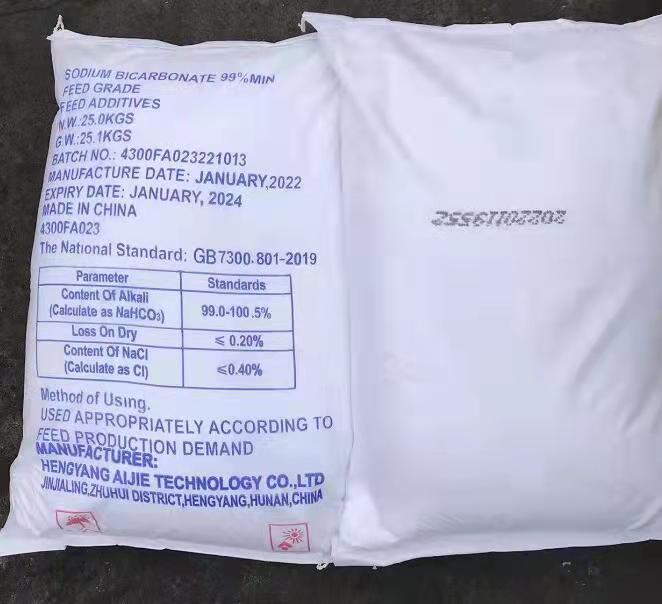 SODIUM BICARBONATE 99%MIN
FEED GRADE
FEED ADDITIVES
N.W.:25.0KGS
G.W.:25.1KGS
BATCH NO.: 4300FA023221013
MANUFACTURE DATE: JANUARY,2022
EXPIRY DATE: JANUARY, 2024
MADE IN CHINA
4300FA023
The National Standard: GB7300.801-2019
Parameter Standards
Content Of Alkali
(Calculate as NaHCO₃) 99.0-100.5%
Loss On Dry ≤ 0.20%
Content Of NaCl
(Calculate as Cl) ≤0.40%
Method of Using.
USED APPROPRIATELY ACCORDING TO
FEED PRODUCTION DEMAND
MANUFACTURER:
HENGYANG AIJIE TECHNOLOGY CO.,LTD
JINJIALING,ZHUHUI DISTRICT,HENGYANG,HUNAN,CHINA